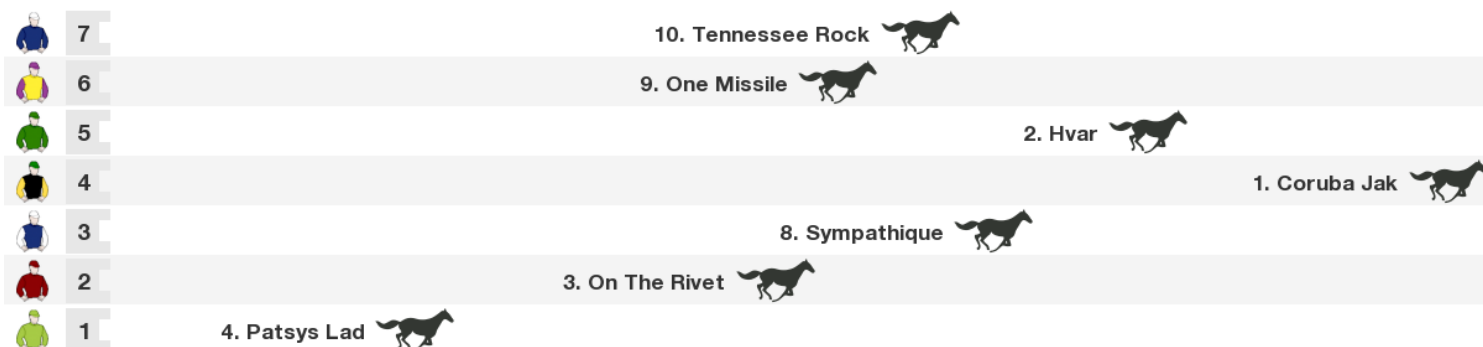 7 10. Tennessee Rock
6 9. One Missile
5 2. Hvar
4 1. Coruba Jak
3 8. Sympathique
2 3. On The Rivet
1 4. Patsys Lad